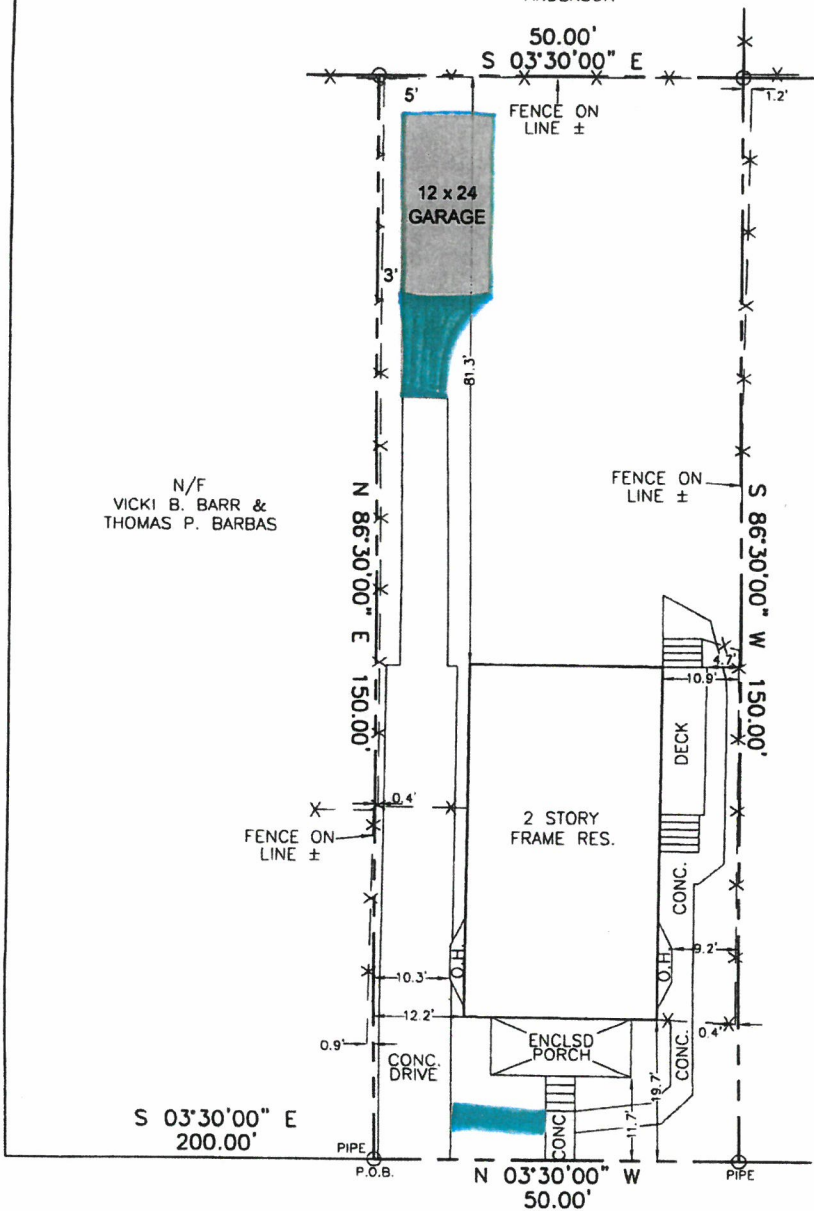 50.00'
S 03°30'00" E
5'
1.2'
FENCE ON
LINE ±
12 x 24
GARAGE
3'
81.3'
N/F
VICKI B. BARR &
THOMAS P. BARBAS
FENCE ON
LINE ±
N 86°30'00" E 150.00'
S 86°30'00" W 150.00'
4.7'
10.9'
DECK
0.4'
2 STORY
FRAME RES.
FENCE ON
LINE ±
CONC.
9.2'
O.H.
O.H
10.3'
12.2'
0.4'
0.9'
ENCLSD
PORCH
CONC.
DRIVE
CONC.
19.7'
11.7'
S 03°30'00" E
200.00'
CONC
PIPE
P.O.B.
N 03°30'00" W
50.00'
PIPE